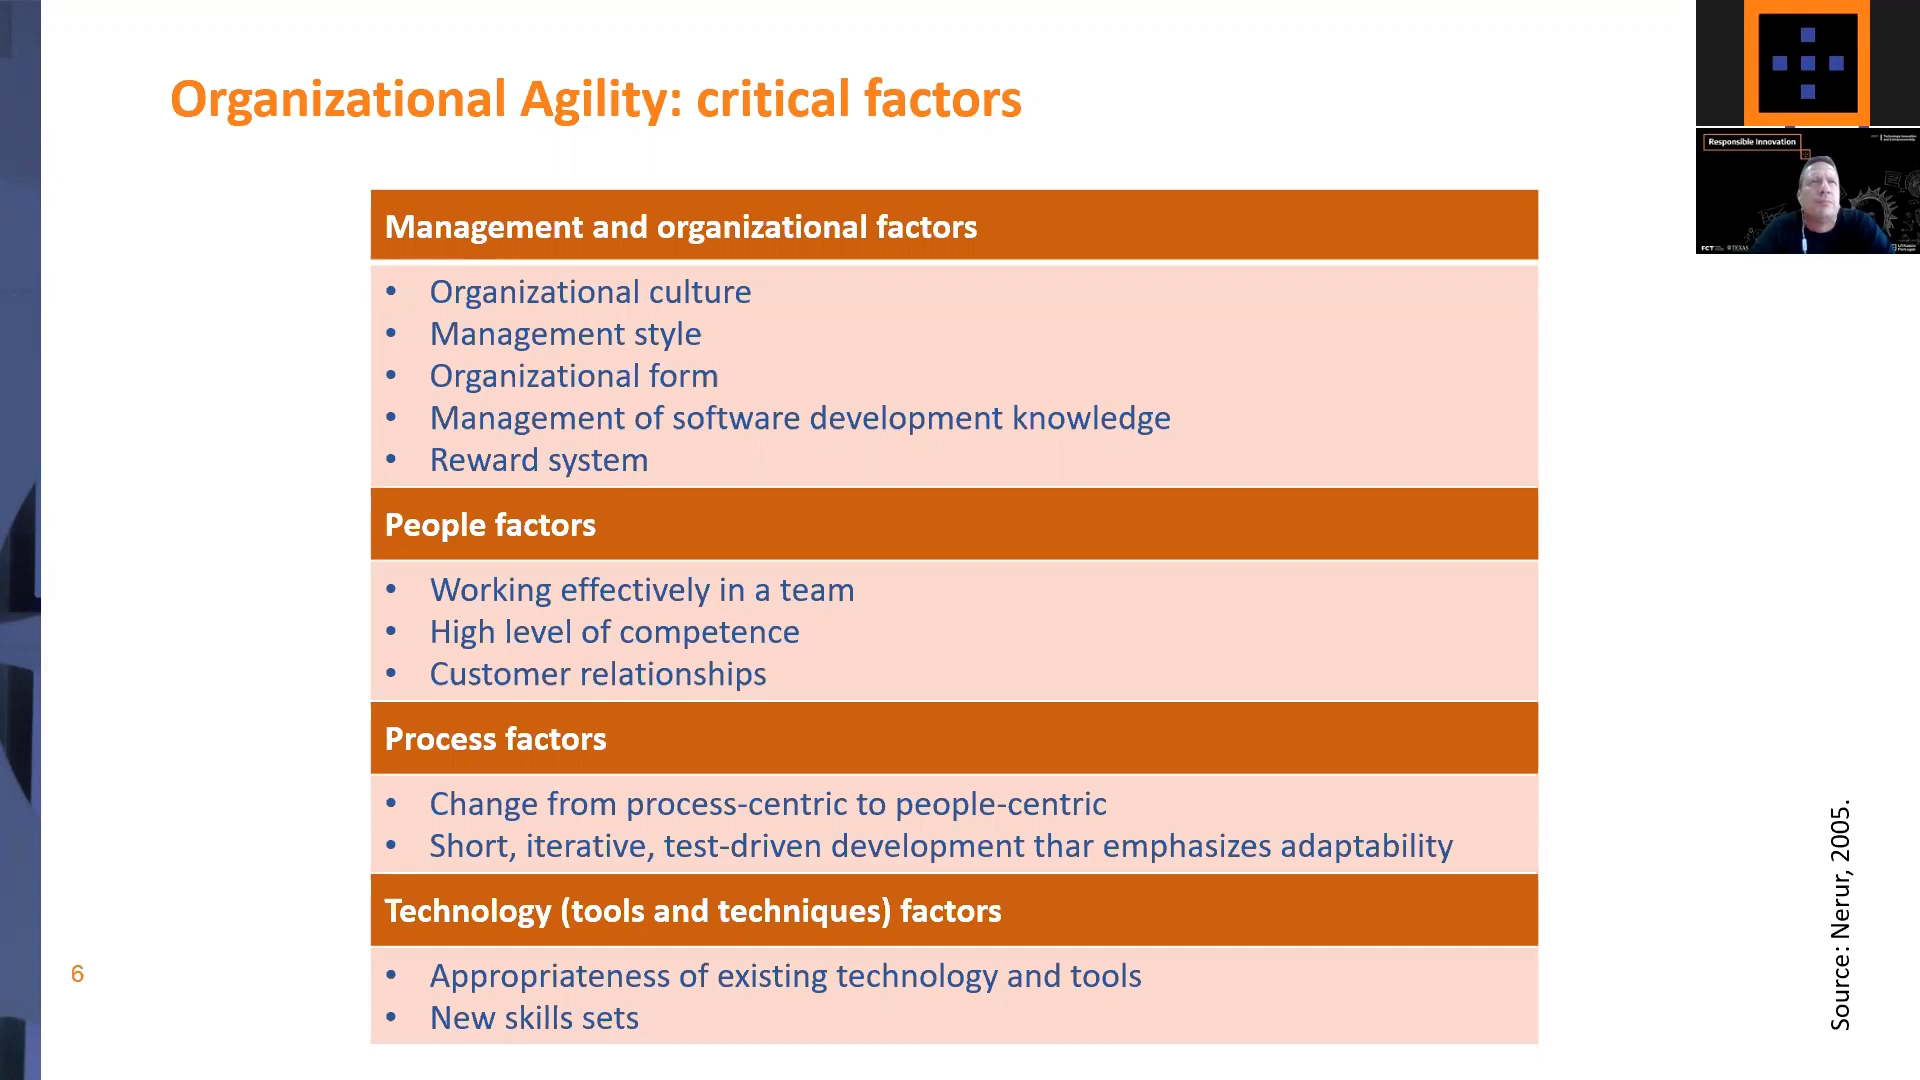 Organizational Agility: critical factors
Management and organizational factors
• Organizational culture
• Management style
• Organizational form
• Management of software development knowledge
• Reward system
People factors
• Working effectively in a team
• High level of competence
• Customer relationships
Process factors
• Change from process-centric to people-centric
• Short, iterative, test-driven development thar emphasizes adaptability
Technology (tools and techniques) factors
• Appropriateness of existing technology and tools
• New skills sets
6
Source: Nerur, 2005.
Responsible Innovation
FCT
TEXAS